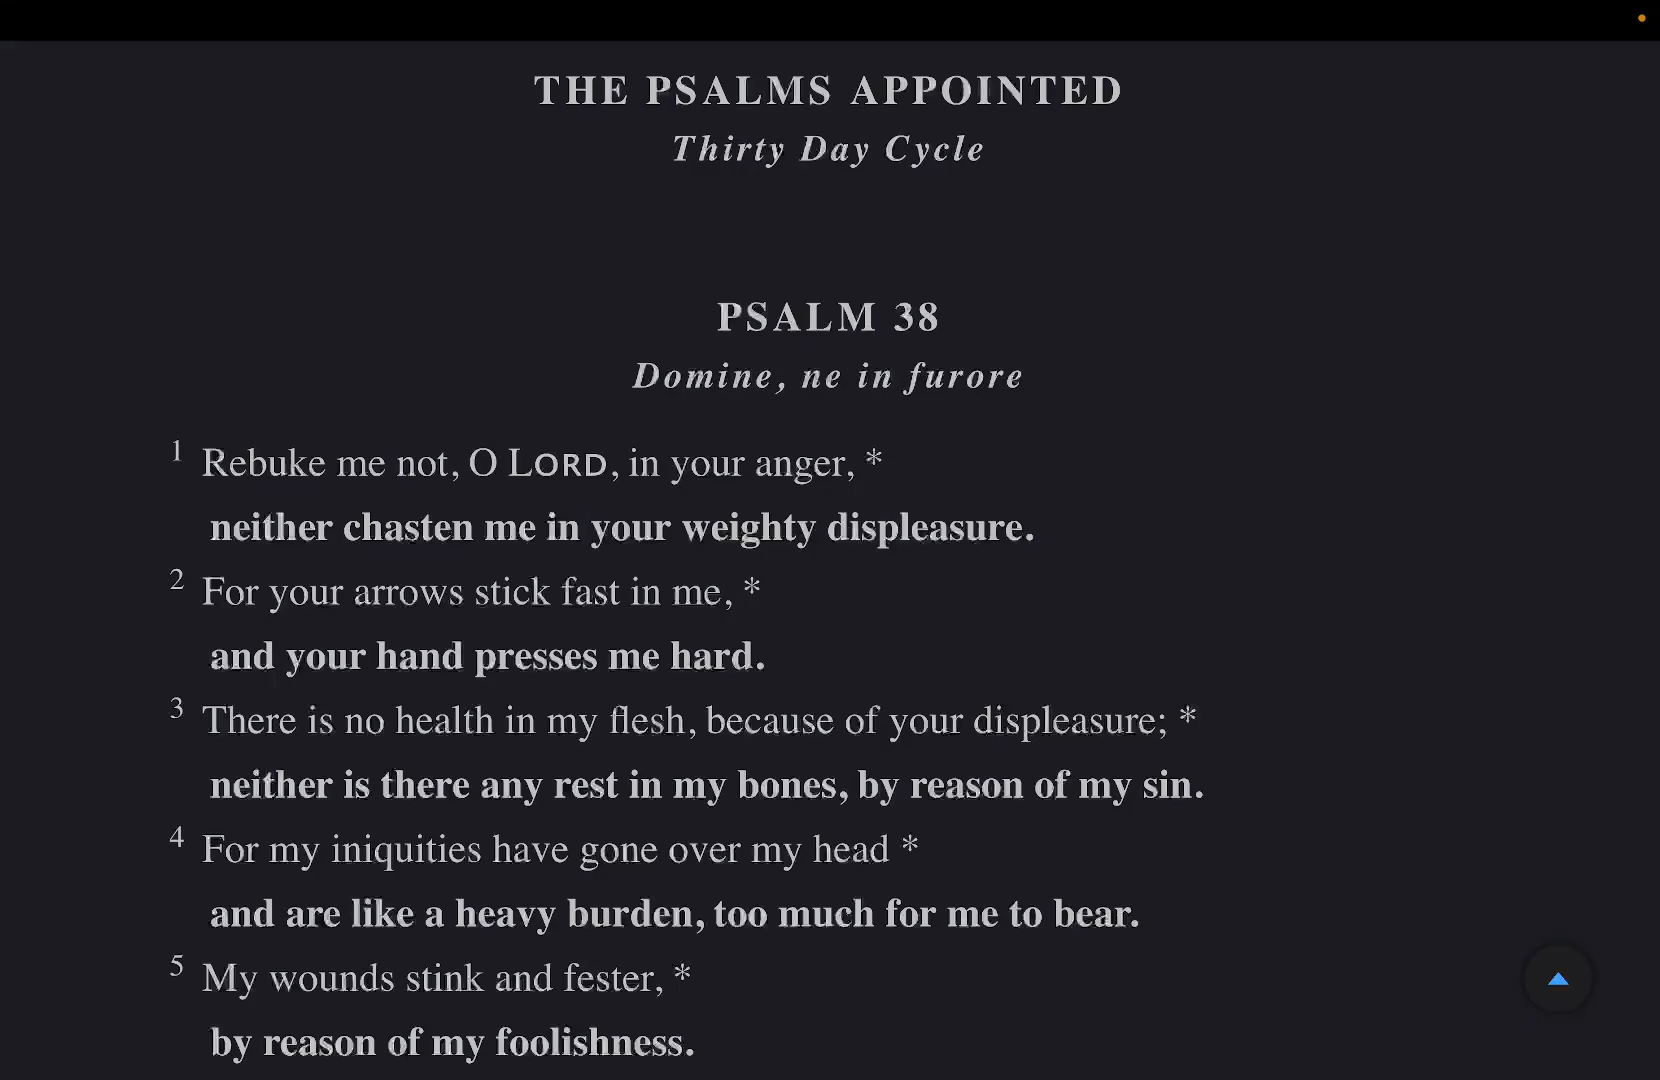 THE PSALMS APPOINTED
Thirty Day Cycle
PSALM 38
Domine, ne in furore
1 Rebuke me not, O LORD, in your anger, *
neither chasten me in your weighty displeasure.
2 For your arrows stick fast in me, *
and your hand presses me hard.
3 There is no health in my flesh, because of your displeasure; *
neither is there any rest in my bones, by reason of my sin.
4 For my iniquities have gone over my head *
and are like a heavy burden, too much for me to bear.
5 My wounds stink and fester, *
by reason of my foolishness.